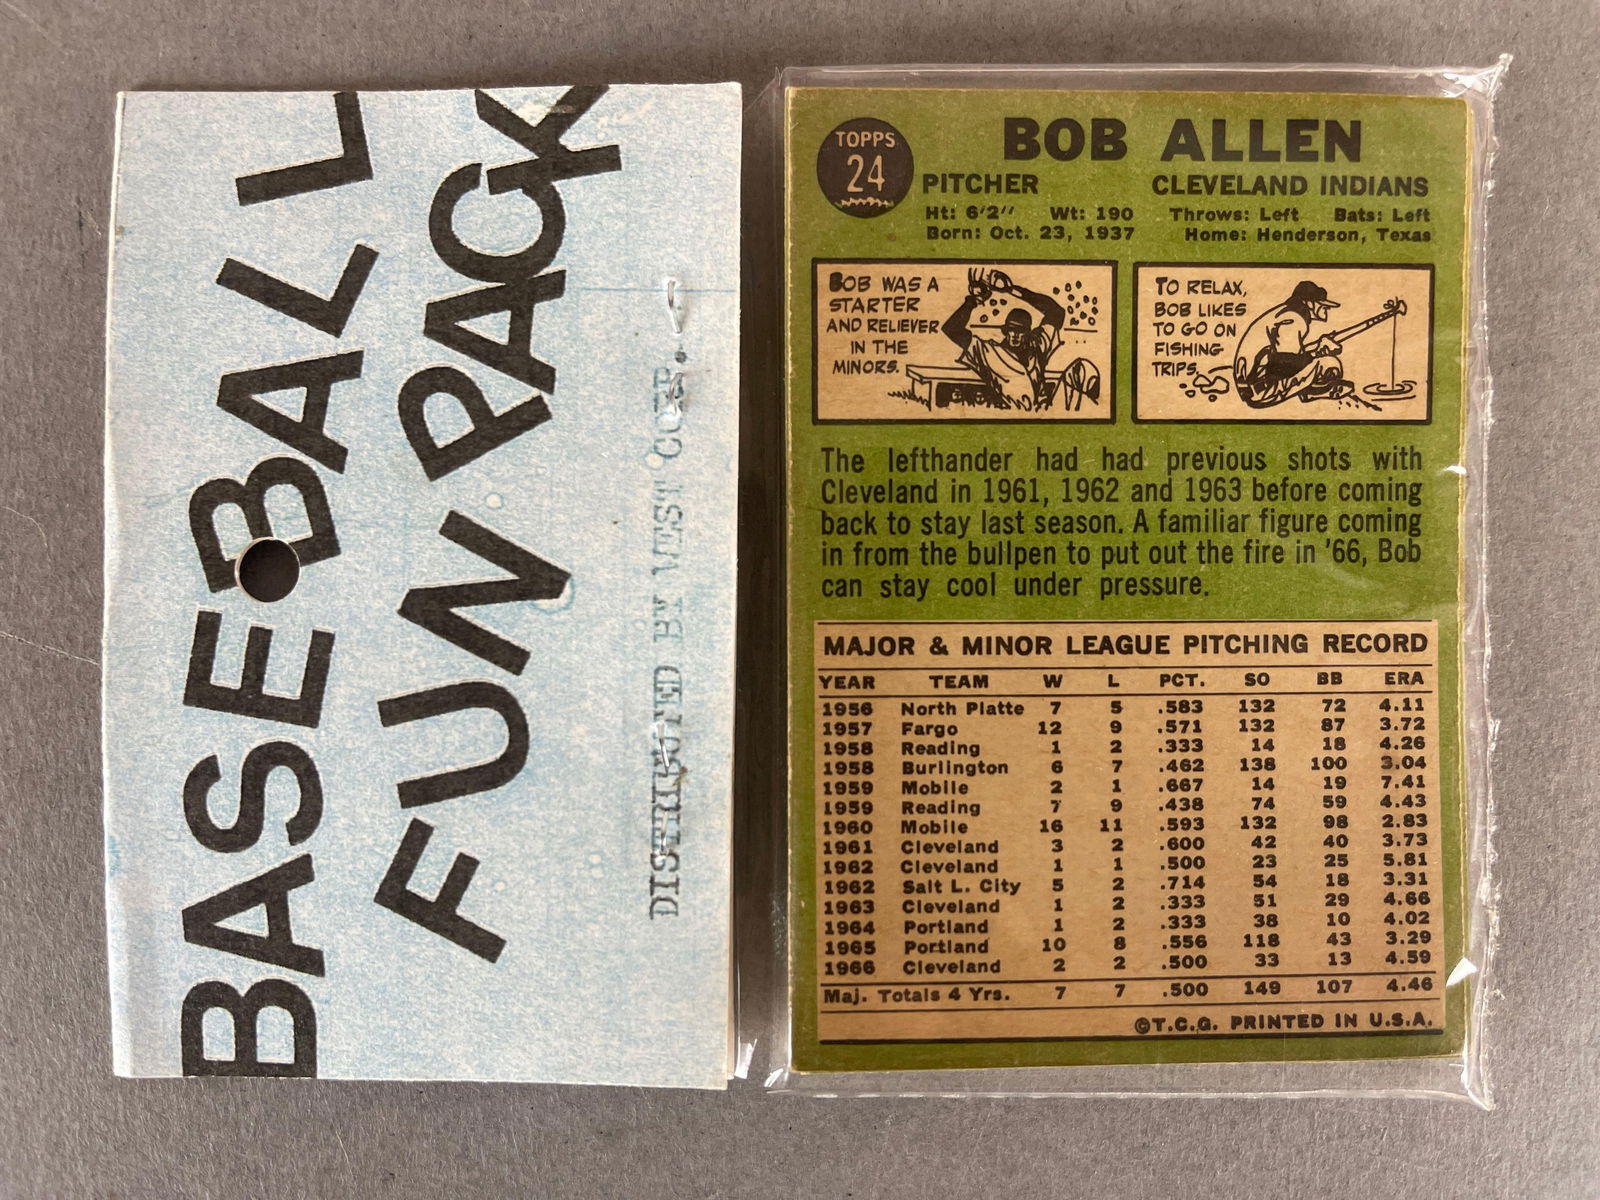 BASEBALL
FUN PACK
DISTRIBUTED BY WEST CORP.
TOPPS
24
BOB ALLEN
PITCHER CLEVELAND INDIANS
Ht: 6'2" Wt: 190 Throws: Left Bats: Left
Born: Oct. 23, 1937 Home: Henderson, Texas
BOB WAS A
STARTER
AND RELIEVER
IN THE
MINORS.
TO RELAX,
BOB LIKES
TO GO ON
FISHING
TRIPS.
The lefthander had had previous shots with
Cleveland in 1961, 1962 and 1963 before coming
back to stay last season. A familiar figure coming
in from the bullpen to put out the fire in '66, Bob
can stay cool under pressure.
MAJOR & MINOR LEAGUE PITCHING RECORD
YEAR TEAM W L PCT. SO BB ERA
1956 North Platte 7 5 .583 132 72 4.11
1957 Fargo 12 9 .571 132 87 3.72
1958 Reading 1 2 .333 14 18 4.26
1958 Burlington 6 7 .462 138 100 3.04
1959 Mobile 2 1 .667 14 19 7.41
1959 Reading 7 9 .438 74 59 4.43
1960 Mobile 16 11 .593 132 98 2.83
1961 Cleveland 3 2 .600 42 40 3.73
1962 Cleveland 1 1 .500 23 25 5.81
1962 Salt L. City 5 2 .714 54 18 3.31
1963 Cleveland 1 2 .333 51 29 4.66
1964 Portland 1 2 .333 38 10 4.02
1965 Portland 10 8 .556 118 43 3.29
1966 Cleveland 2 2 .500 33 13 4.59
Maj. Totals 4 Yrs. 7 7 .500 149 107 4.46
©T.C.G. PRINTED IN U.S.A.